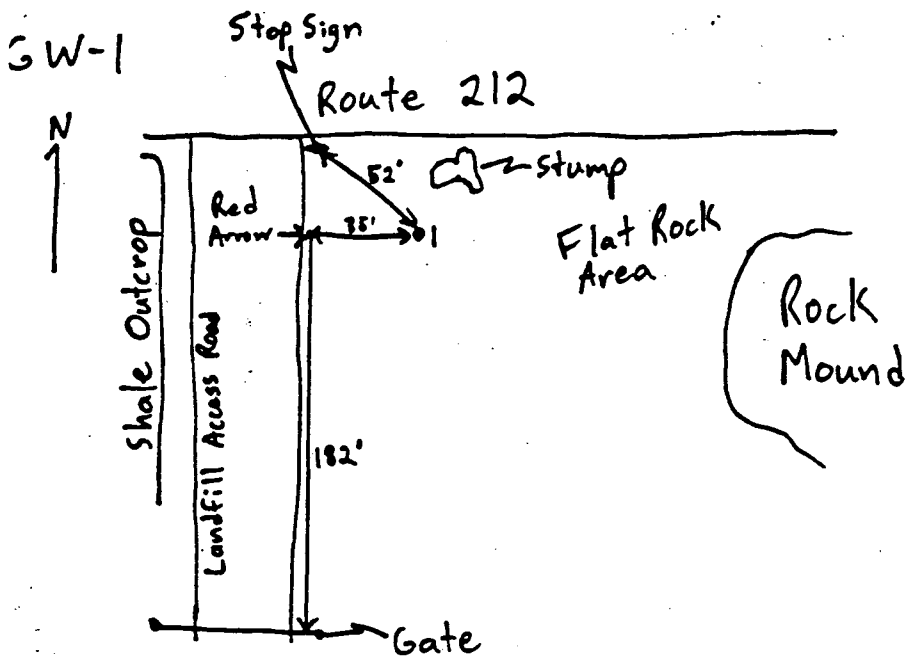 GW-1
Stop Sign
Route 212
N
52'
Stump
Red
Arrow
35'
1
Flat Rock
Area
Shale Outcrop
Landfill Access Road
Rock
Mound
182'
Gate